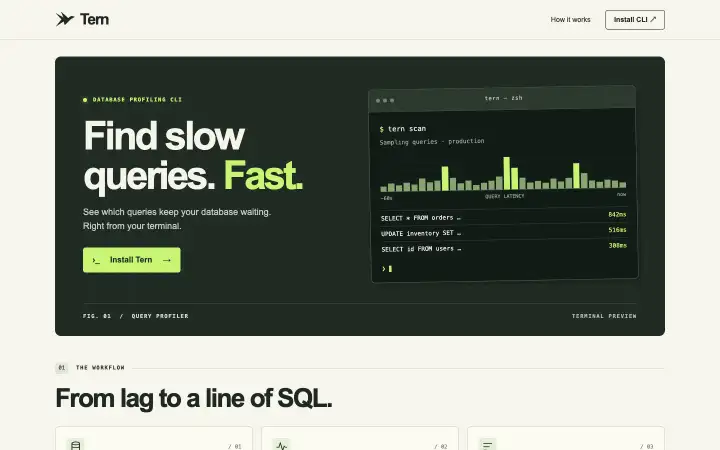 Tern
How it works
Install CLI ↗
DATABASE PROFILING CLI
Find slow
queries. Fast.
See which queries keep your database waiting.
Right from your terminal.
>_ Install Tern →
tern — zsh
$ tern scan
Sampling queries · production
−60s QUERY LATENCY now
SELECT * FROM orders … 842ms
UPDATE inventory SET … 516ms
SELECT id FROM users … 308ms
❯
FIG. 01 / QUERY PROFILER
TERMINAL PREVIEW
01 THE WORKFLOW
From lag to a line of SQL.
/ 01
/ 02
/ 03